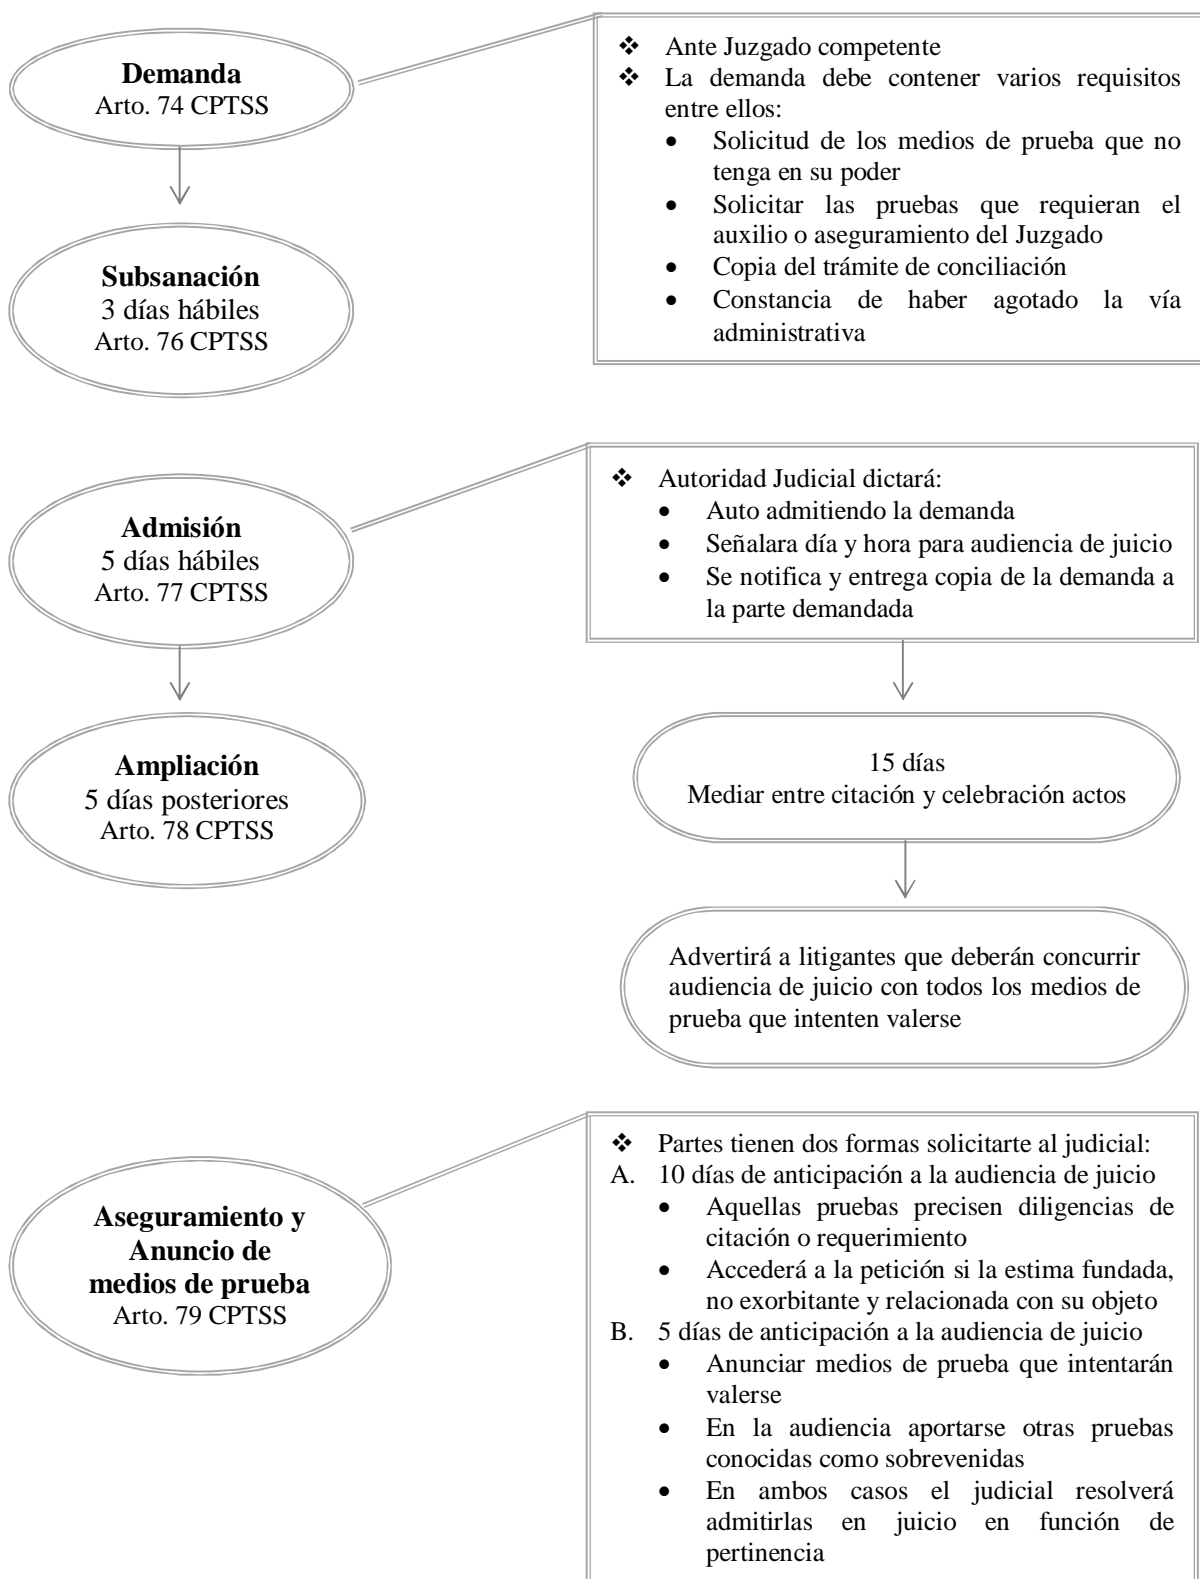 Demanda
Arto. 74 CPTSS
❖ Ante Juzgado competente
❖ La demanda debe contener varios requisitos
entre ellos:
• Solicitud de los medios de prueba que no
tenga en su poder
• Solicitar las pruebas que requieran el
auxilio o aseguramiento del Juzgado
• Copia del trámite de conciliación
• Constancia de haber agotado la vía
administrativa
Subsanación
3 días hábiles
Arto. 76 CPTSS
Admisión
5 días hábiles
Arto. 77 CPTSS
❖ Autoridad Judicial dictará:
• Auto admitiendo la demanda
• Señalara día y hora para audiencia de juicio
• Se notifica y entrega copia de la demanda a
la parte demandada
Ampliación
5 días posteriores
Arto. 78 CPTSS
15 días
Mediar entre citación y celebración actos
Advertirá a litigantes que deberán concurrir
audiencia de juicio con todos los medios de
prueba que intenten valerse
Aseguramiento y
Anuncio de
medios de prueba
Arto. 79 CPTSS
❖ Partes tienen dos formas solicitarte al judicial:
A. 10 días de anticipación a la audiencia de juicio
• Aquellas pruebas precisen diligencias de
citación o requerimiento
• Accederá a la petición si la estima fundada,
no exorbitante y relacionada con su objeto
B. 5 días de anticipación a la audiencia de juicio
• Anunciar medios de prueba que intentarán
valerse
• En la audiencia aportarse otras pruebas
conocidas como sobrevenidas
• En ambos casos el judicial resolverá
admitirlas en juicio en función de
pertinencia